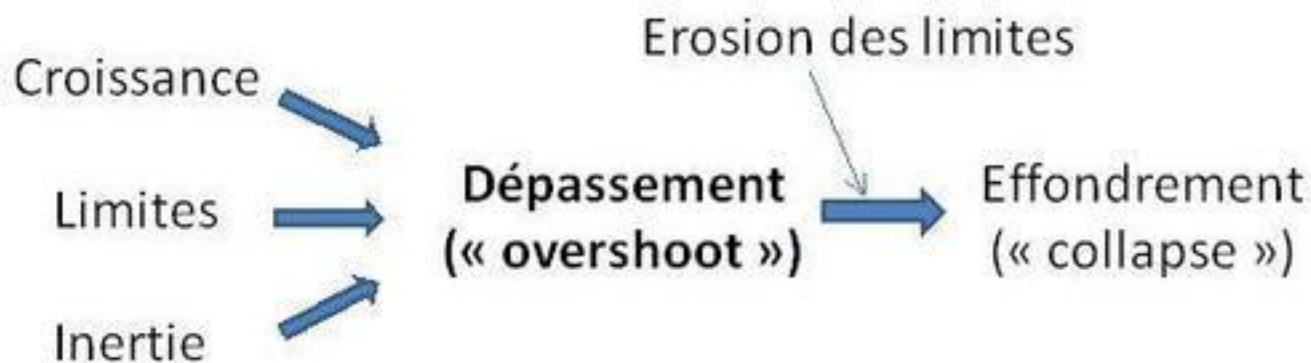 Erosion des limites
Croissance
Limites
Inertie
Dépassement
(« overshoot »)
Effondrement
(« collapse »)